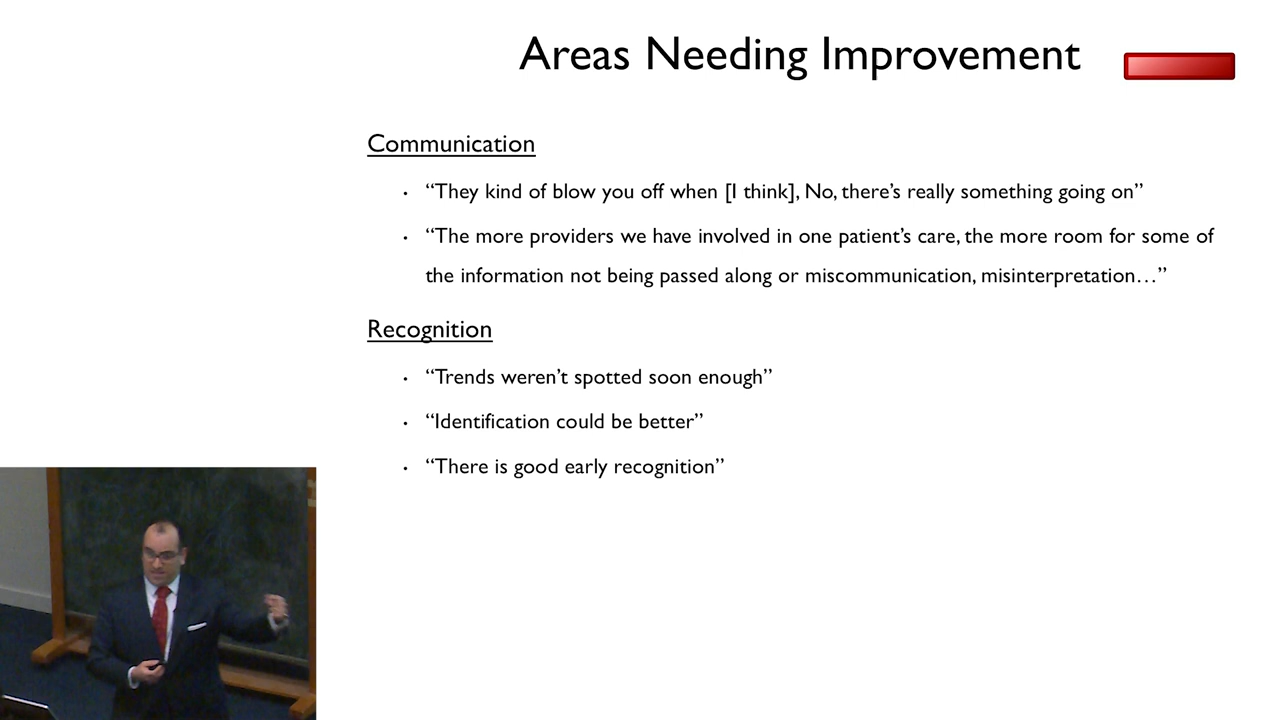 Areas Needing Improvement
Communication
• “They kind of blow you off when [I think], No, there’s really something going on”
• “The more providers we have involved in one patient’s care, the more room for some of
the information not being passed along or miscommunication, misinterpretation…”
Recognition
• “Trends weren’t spotted soon enough”
• “Identification could be better”
• “There is good early recognition”